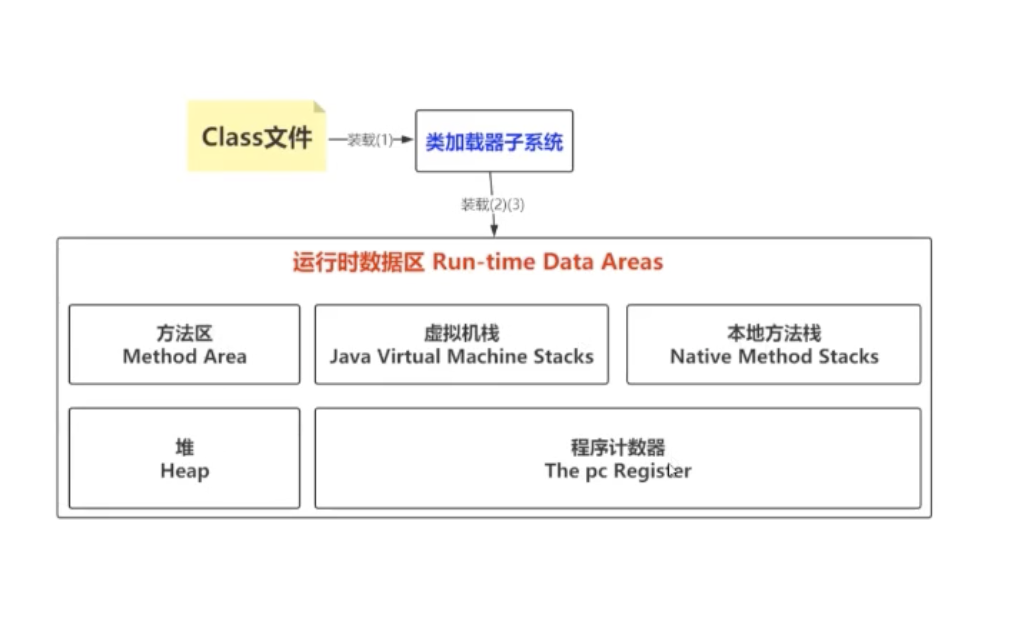 Class文件
装载(1)
类加载器子系统
装载(2)(3)
运行时数据区 Run-time Data Areas
方法区
Method Area
虚拟机栈
Java Virtual Machine Stacks
本地方法栈
Native Method Stacks
堆
Heap
程序计数器
The pc Register